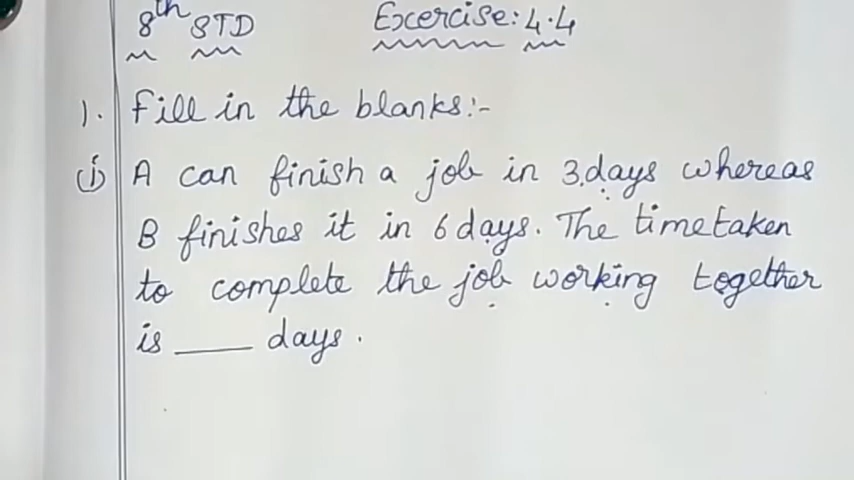 8th STD Excercise: 4.4
1. Fill in the blanks:-
(i) A can finish a job in 3 days whereas
B finishes it in 6 days. The time taken
to complete the job working together
is ____ days.